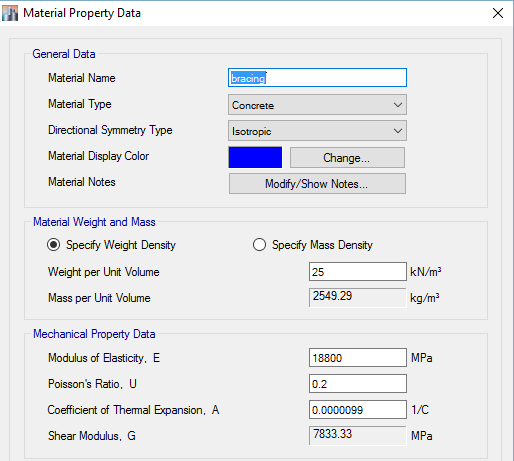 Material Property Data
General Data
Material Name bracing
Material Type Concrete
Directional Symmetry Type Isotropic
Material Display Color Change...
Material Notes Modify/Show Notes...
Material Weight and Mass
Specify Weight Density Specify Mass Density
Weight per Unit Volume 25 kN/m³
Mass per Unit Volume 2549.29 kg/m³
Mechanical Property Data
Modulus of Elasticity, E 18800 MPa
Poisson's Ratio, U 0.2
Coefficient of Thermal Expansion, A 0.0000099 1/C
Shear Modulus, G 7833.33 MPa